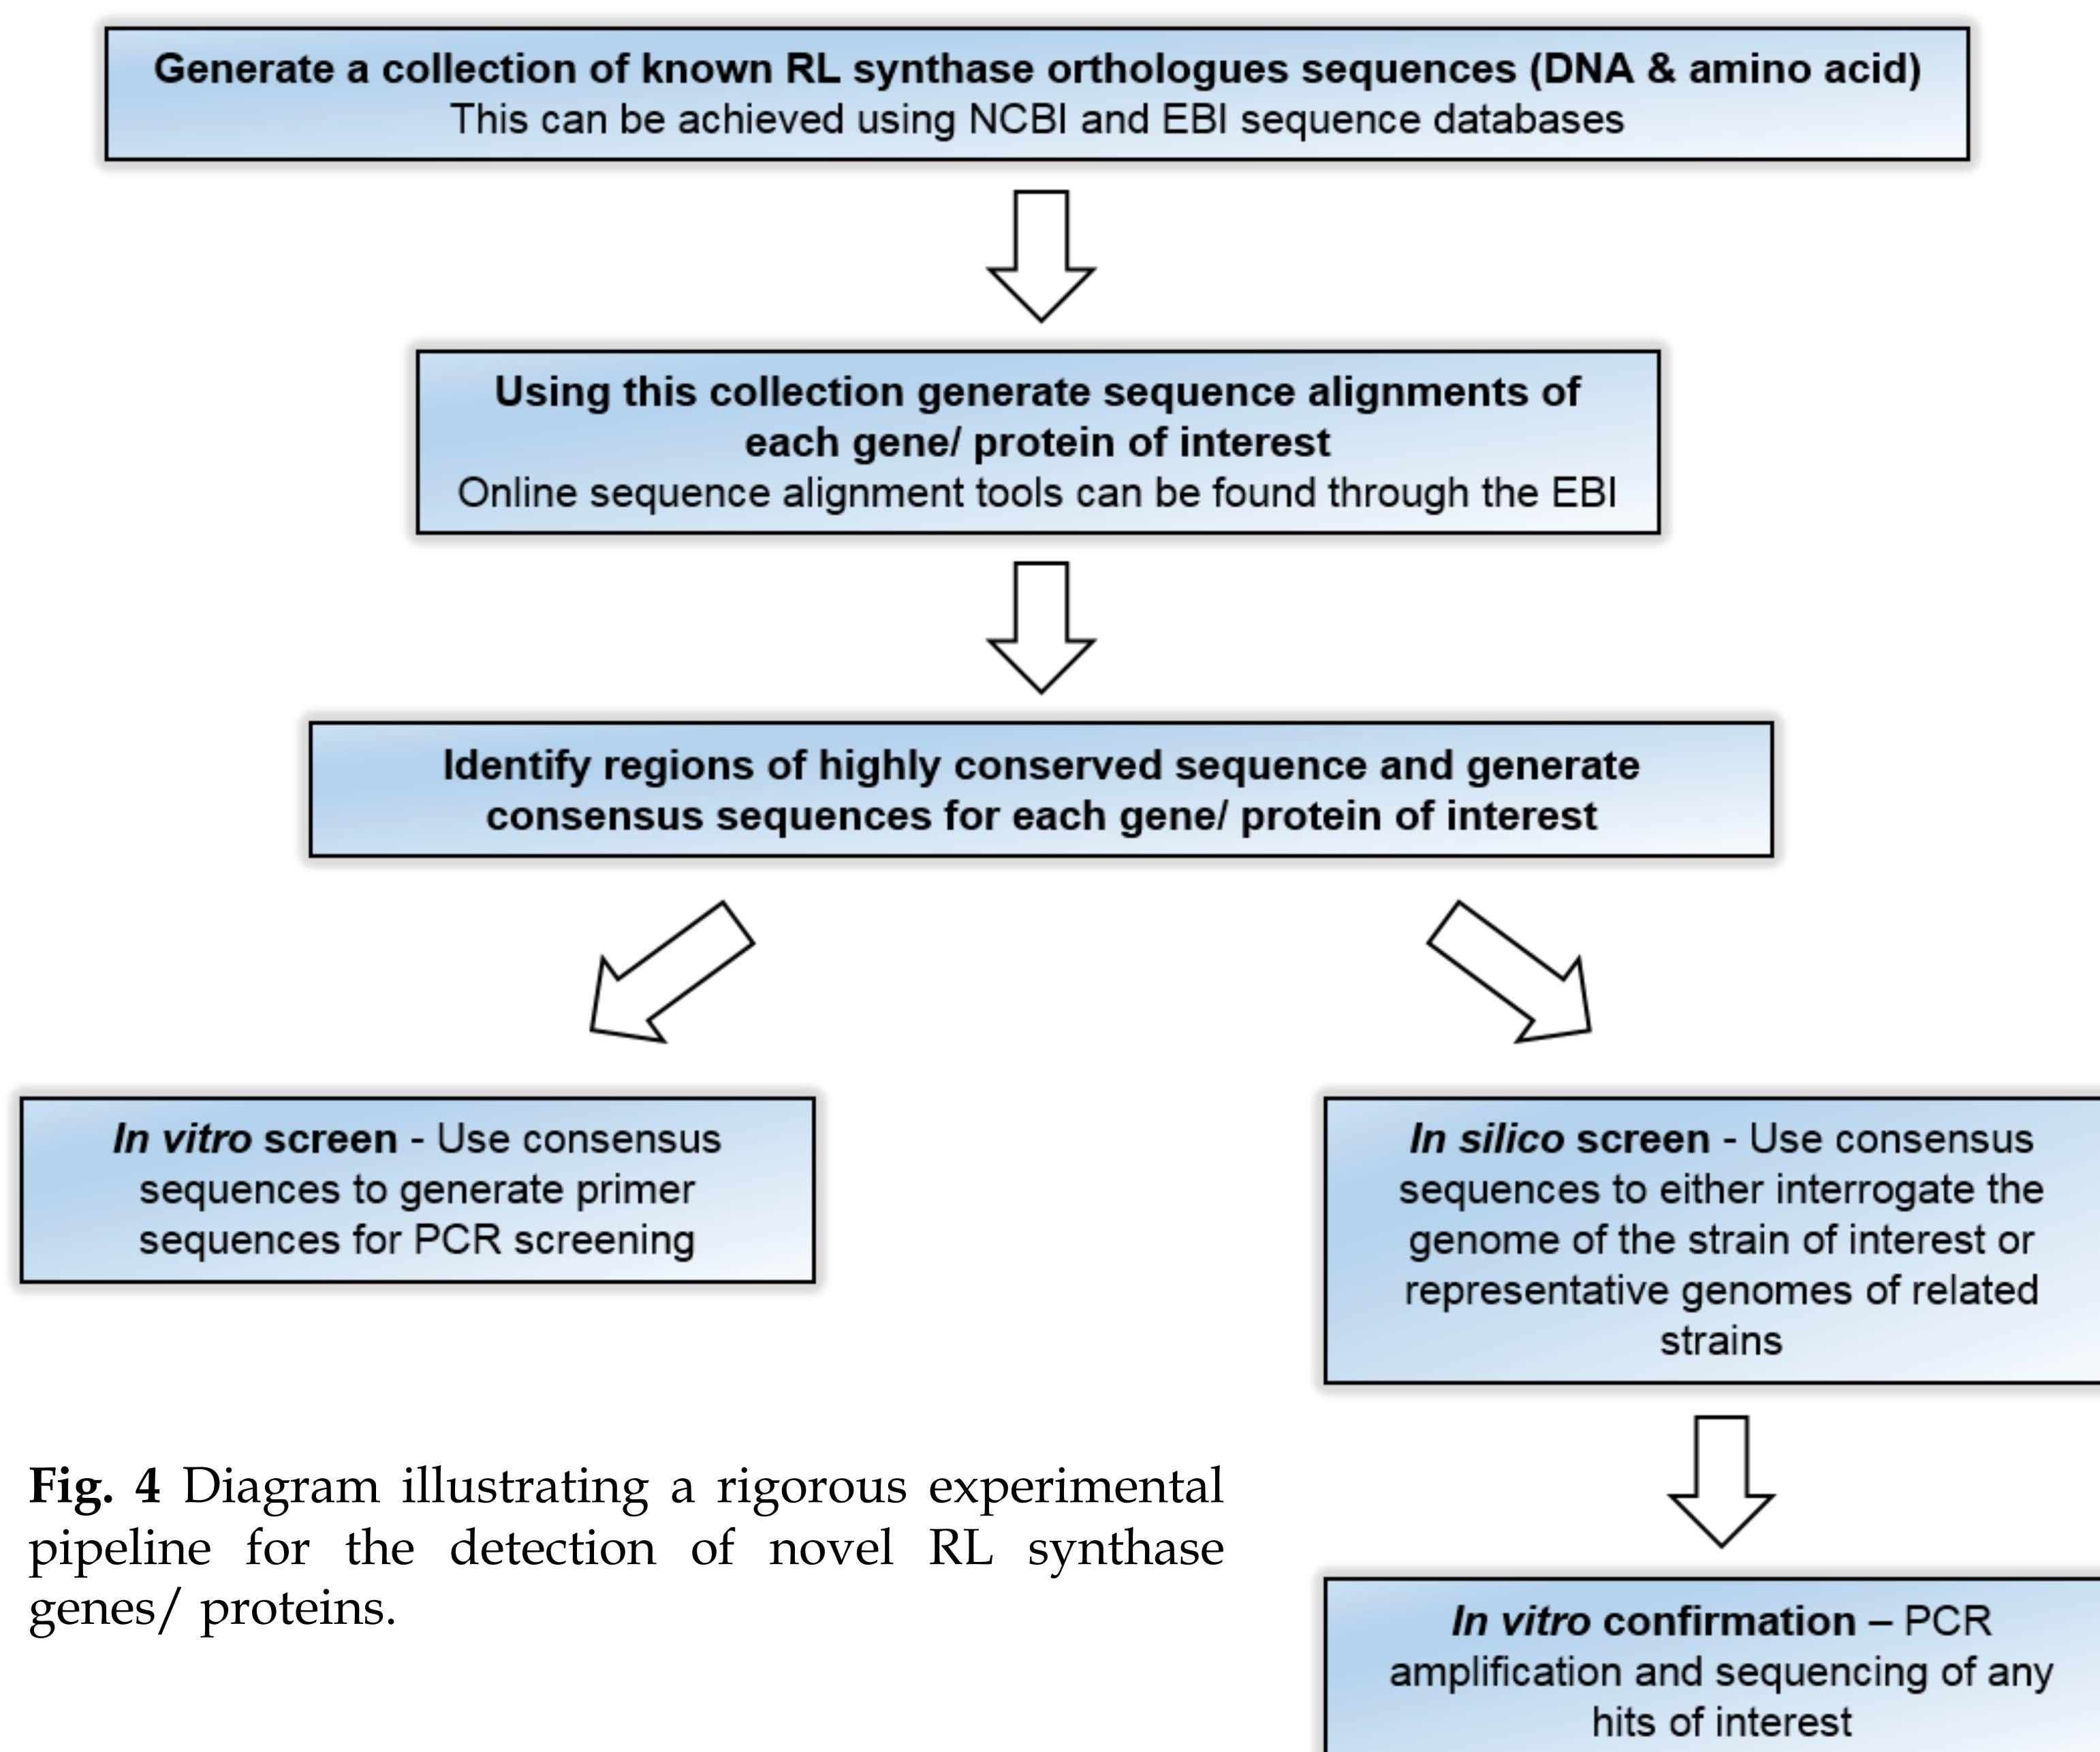 Generate a collection of known RL synthase orthologues sequences (DNA & amino acid)
This can be achieved using NCBI and EBI sequence databases
Using this collection generate sequence alignments of
each gene/ protein of interest
Online sequence alignment tools can be found through the EBI
Identify regions of highly conserved sequence and generate
consensus sequences for each gene/ protein of interest
In vitro screen - Use consensus
sequences to generate primer
sequences for PCR screening
In silico screen - Use consensus
sequences to either interrogate the
genome of the strain of interest or
representative genomes of related
strains
In vitro confirmation – PCR
amplification and sequencing of any
hits of interest
Fig. 4 Diagram illustrating a rigorous experimental
pipeline for the detection of novel RL synthase
genes/ proteins.